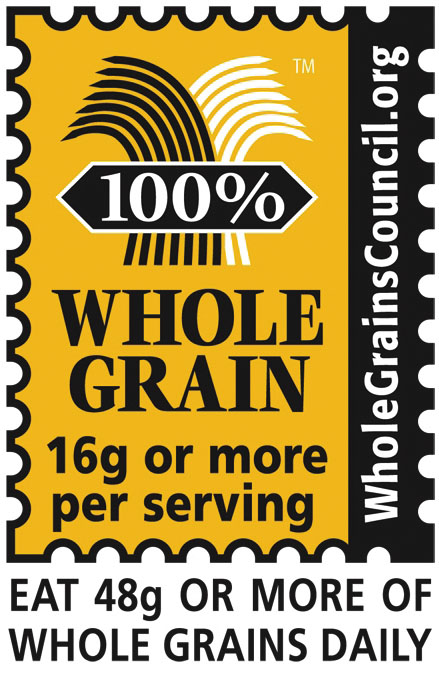 TM
100%
WHOLE
GRAIN
16g or more
per serving
WholeGrainsCouncil.org
EAT 48g OR MORE OF
WHOLE GRAINS DAILY